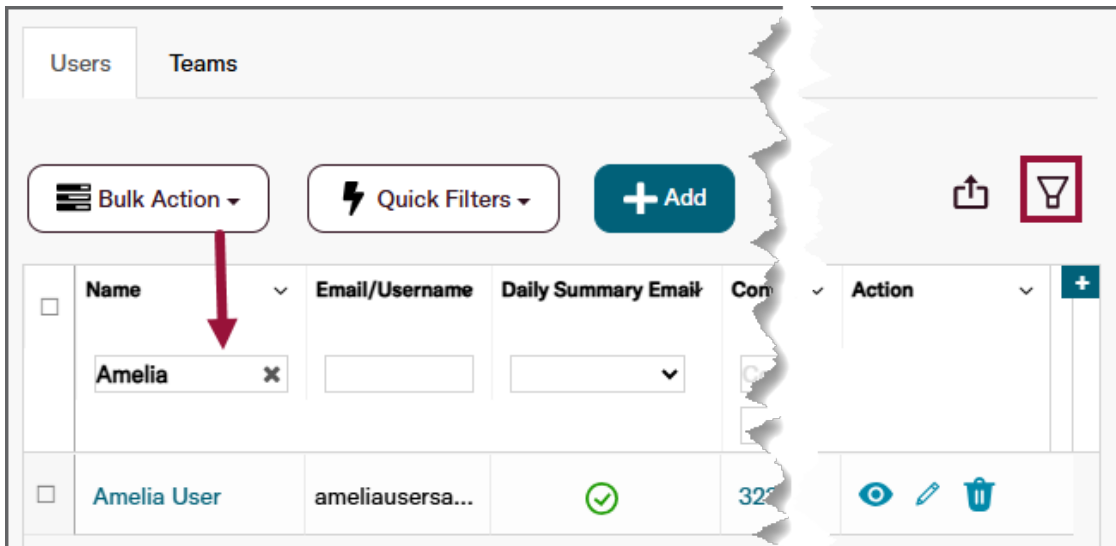 Users Teams
Bulk Action Quick Filters Add
Name Email/Username Daily Summary Email Action
Amelia
Amelia User ameliausersa...